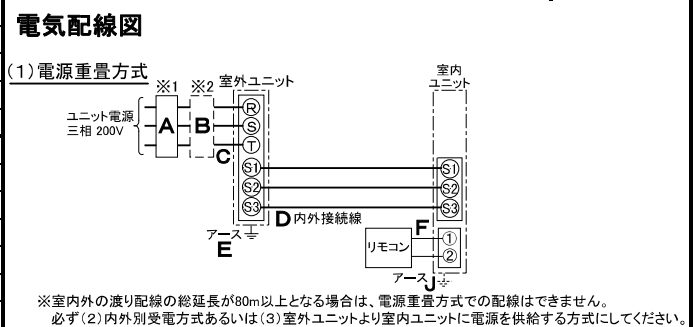 電気配線図
(1)電源重畳方式
※1 ※2 室外ユニット
室内
ユニット
ユニット電源
三相 200V
A B
R
S
T
C
S1 S1
S2 S2
S3 S3
D 内外接続線
アース
E
F
リモコン
①
②
アース J
※室内外の渡り配線の総延長が80m以上となる場合は、電源重畳方式での配線はできません。
必ず(2)内外別受電方式あるいは(3)室外ユニットより室内ユニットに電源を供給する方式にしてください。